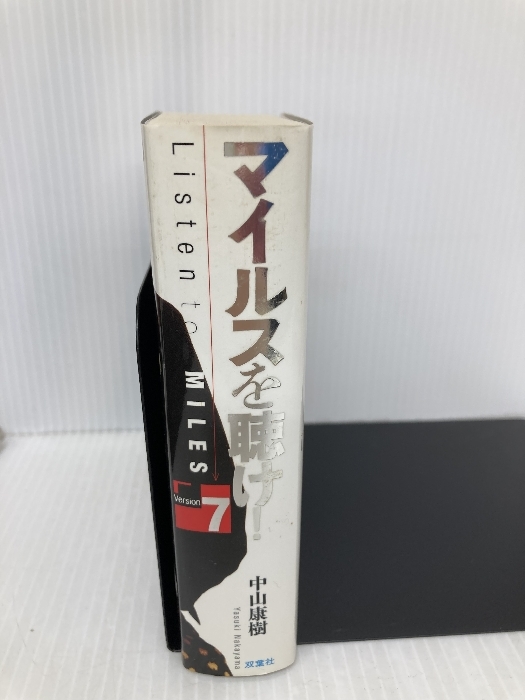 マイルスを聴け!
Listen to MILES
Version 7
中山康樹
Yasuki Nakayama
双葉社